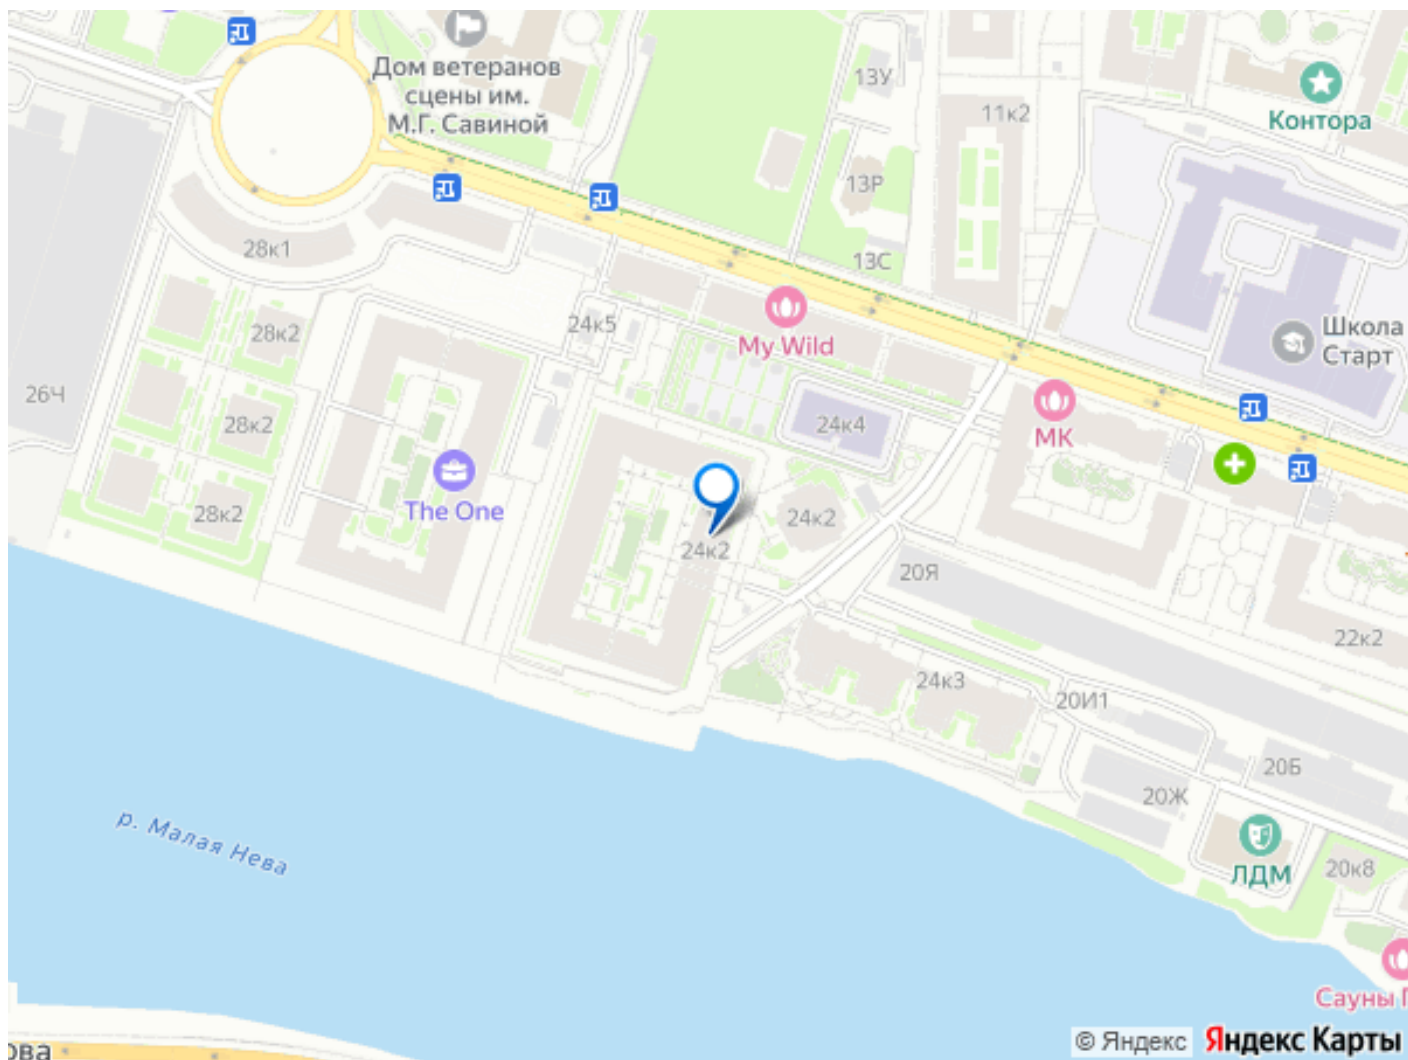 Дом ветеранов
сцены им.
М.Г. Савиной
13У
11к2
Контора
13Р
28к1
13С
24к5
My Wild
28к2
Школа
Старт
26Ч
28к2
24к4
МК
The One
28к2
24к2
24к2
20Я
22к2
24к3
20И1
20Б
20Ж
р. Малая Нева
ЛДМ
20к8
Сауны
© Яндекс
Яндекс Карты
ова